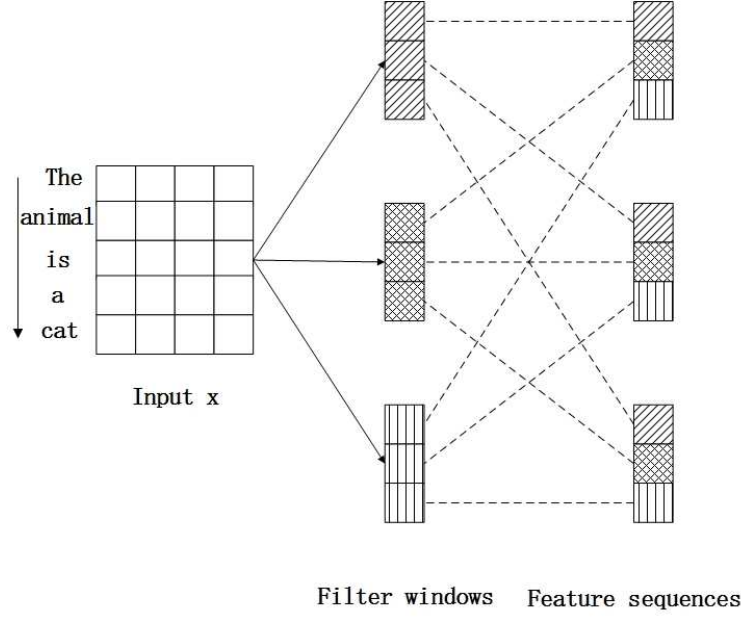 The
animal
is
a
cat
Input x
Filter windows
Feature sequences